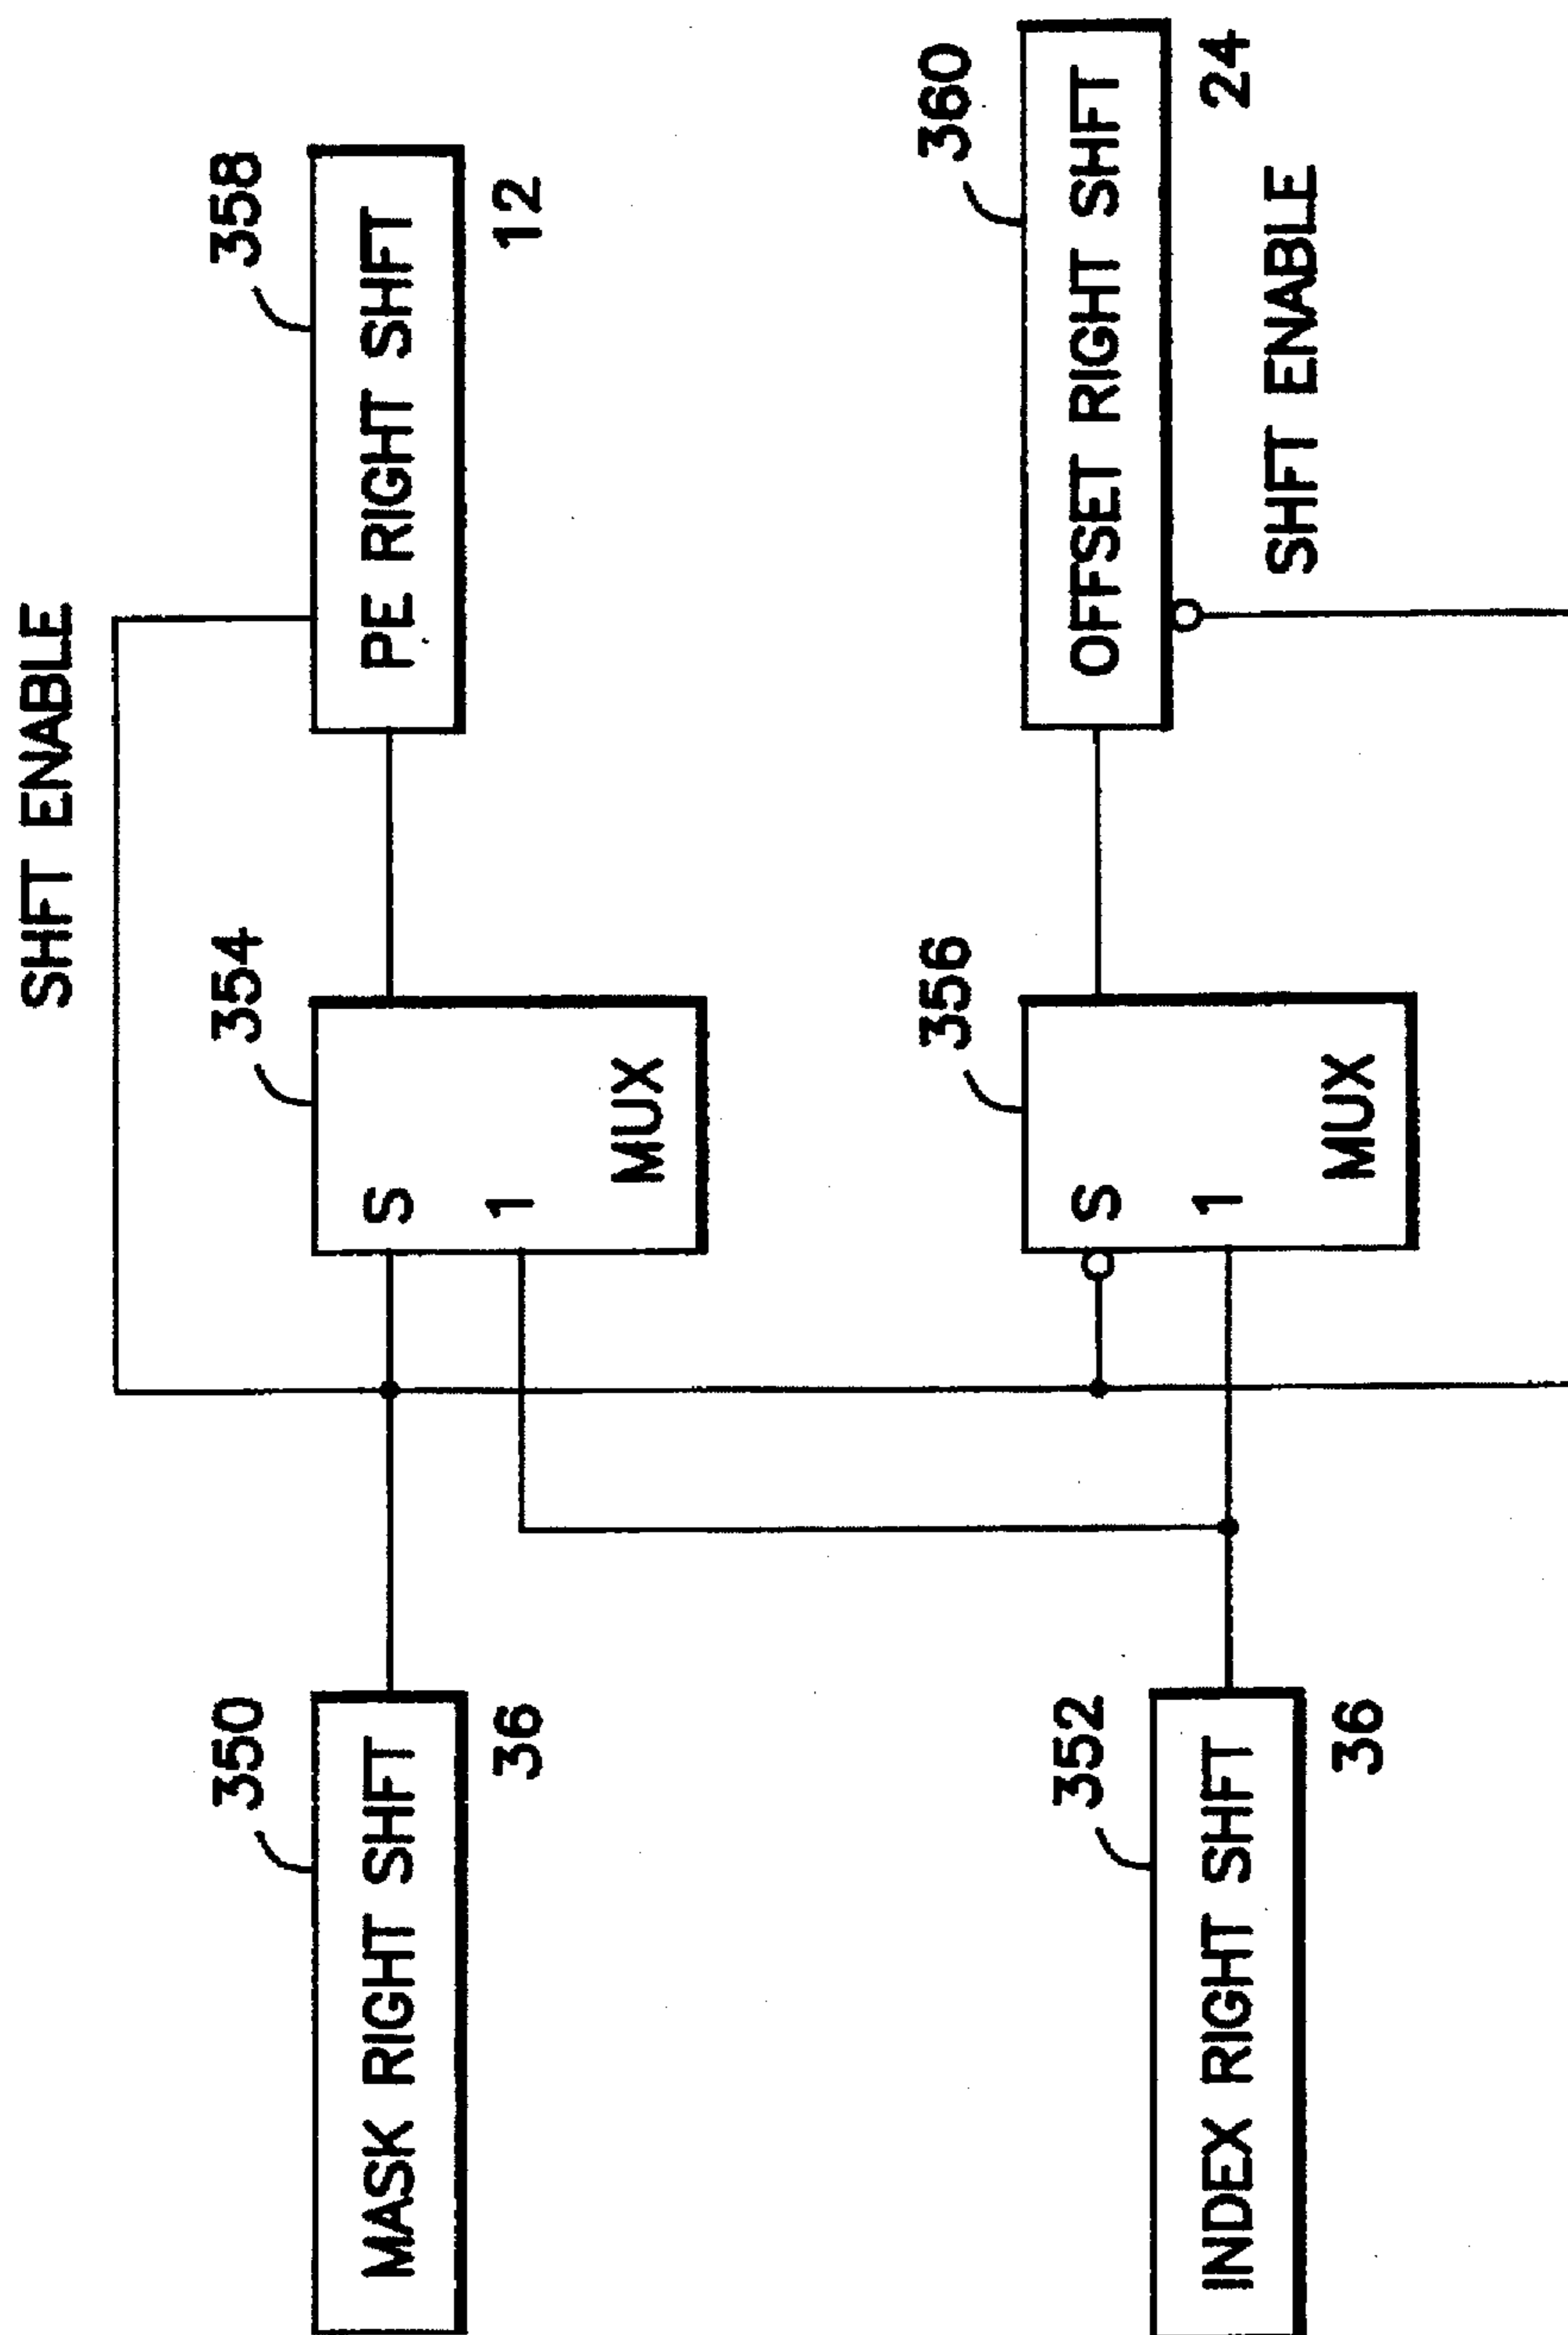 SHFT ENABLE
350
MASK RIGHT SHFT
36
354
S
1
MUX
358
PE RIGHT SHFT
12
352
INDEX RIGHT SHFT
36
356
S
1
MUX
360
OFFSET RIGHT SHFT
24
SHFT ENABLE